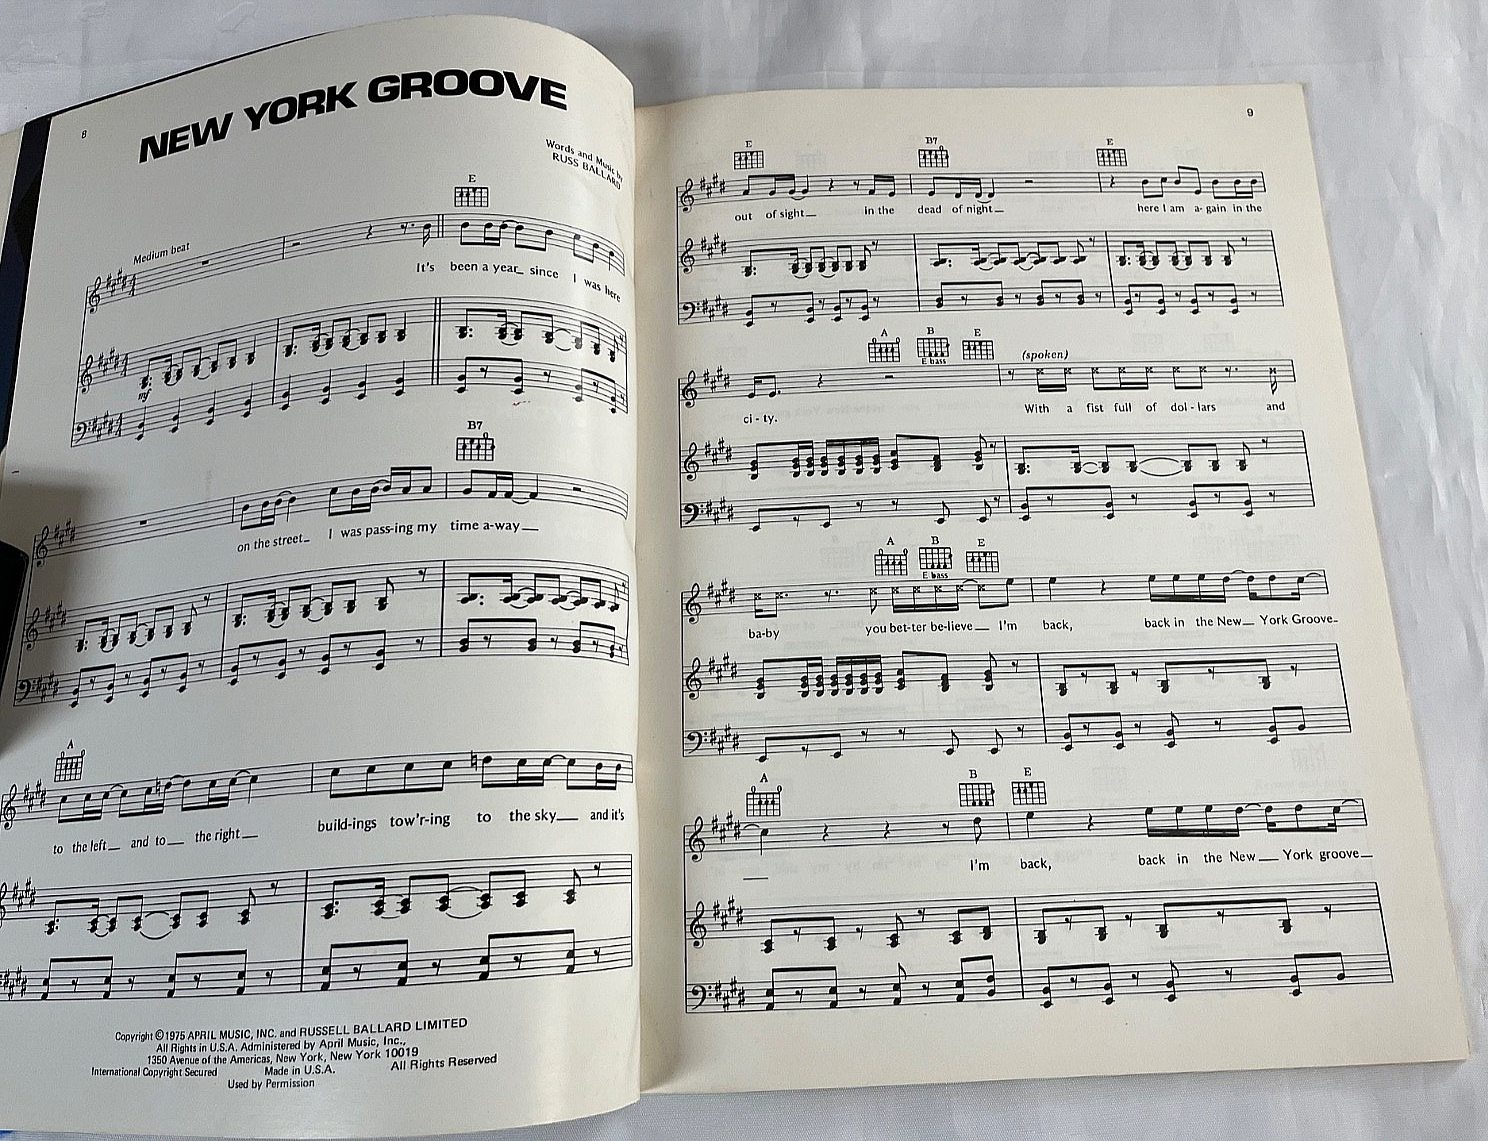 8
NEW YORK GROOVE
Words and Music by
RUSS BALLARD
E
Medium beat
It's been a year since I was here
mf
B7
on the street I was pass-ing my time a-way
A
to the left and to the right build-ings tow'r-ing to the sky and it's
Copyright ©1975 APRIL MUSIC, INC. and RUSSELL BALLARD LIMITED
All Rights in U.S.A. Administered by April Music, Inc.,
1350 Avenue of the Americas, New York, New York 10019
International Copyright Secured Made in U.S.A. All Rights Reserved
Used by Permission
9
E B7 E
out of sight in the dead of night here I am a-gain in the
A B E
E bass
(spoken)
ci-ty. With a fist full of dol-lars and
A B E
E bass
ba-by you bet-ter be-lieve I'm back, back in the New York Groove
A B E
I'm back, back in the New York groove